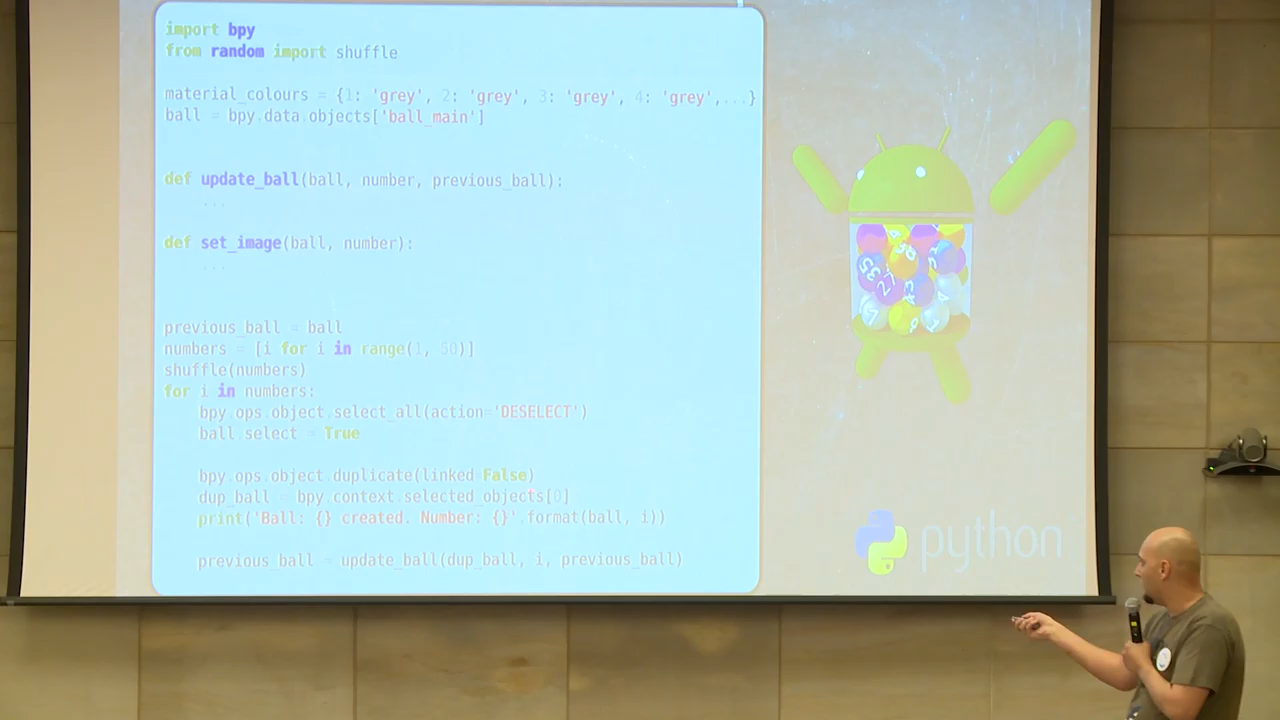 import bpy
from random import shuffle
material_colours = {1: 'grey', 2: 'grey', 3: 'grey', 4: 'grey',...}
ball = bpy.data.objects['ball_main']
def update_ball(ball, number, previous_ball):
...
def set_image(ball, number):
...
previous_ball = ball
numbers = [i for i in range(1, 50)]
shuffle(numbers)
for i in numbers:
bpy.ops.object.select_all(action='DESELECT')
ball.select = True
bpy.ops.object.duplicate(linked=False)
dup_ball = bpy.context.selected_objects[0]
print('Ball: {} created. Number: {}'.format(ball, i))
previous_ball = update_ball(dup_ball, i, previous_ball)
35
27
python